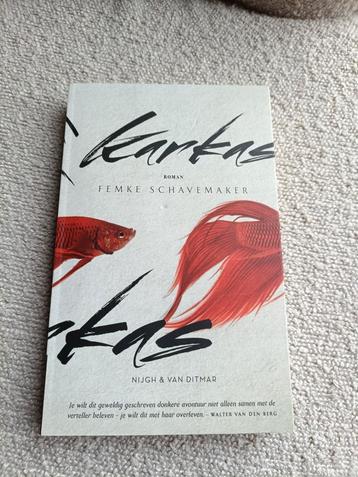 Karkas
ROMAN
FEMKE SCHAVEMAKER
kas
NIJGH & VAN DITMAR
Je wilt dit geweldig geschreven donkere avontuur niet alleen samen met de
verteller beleven – je wilt dit met haar overleven. – WALTER VAN DEN BERG